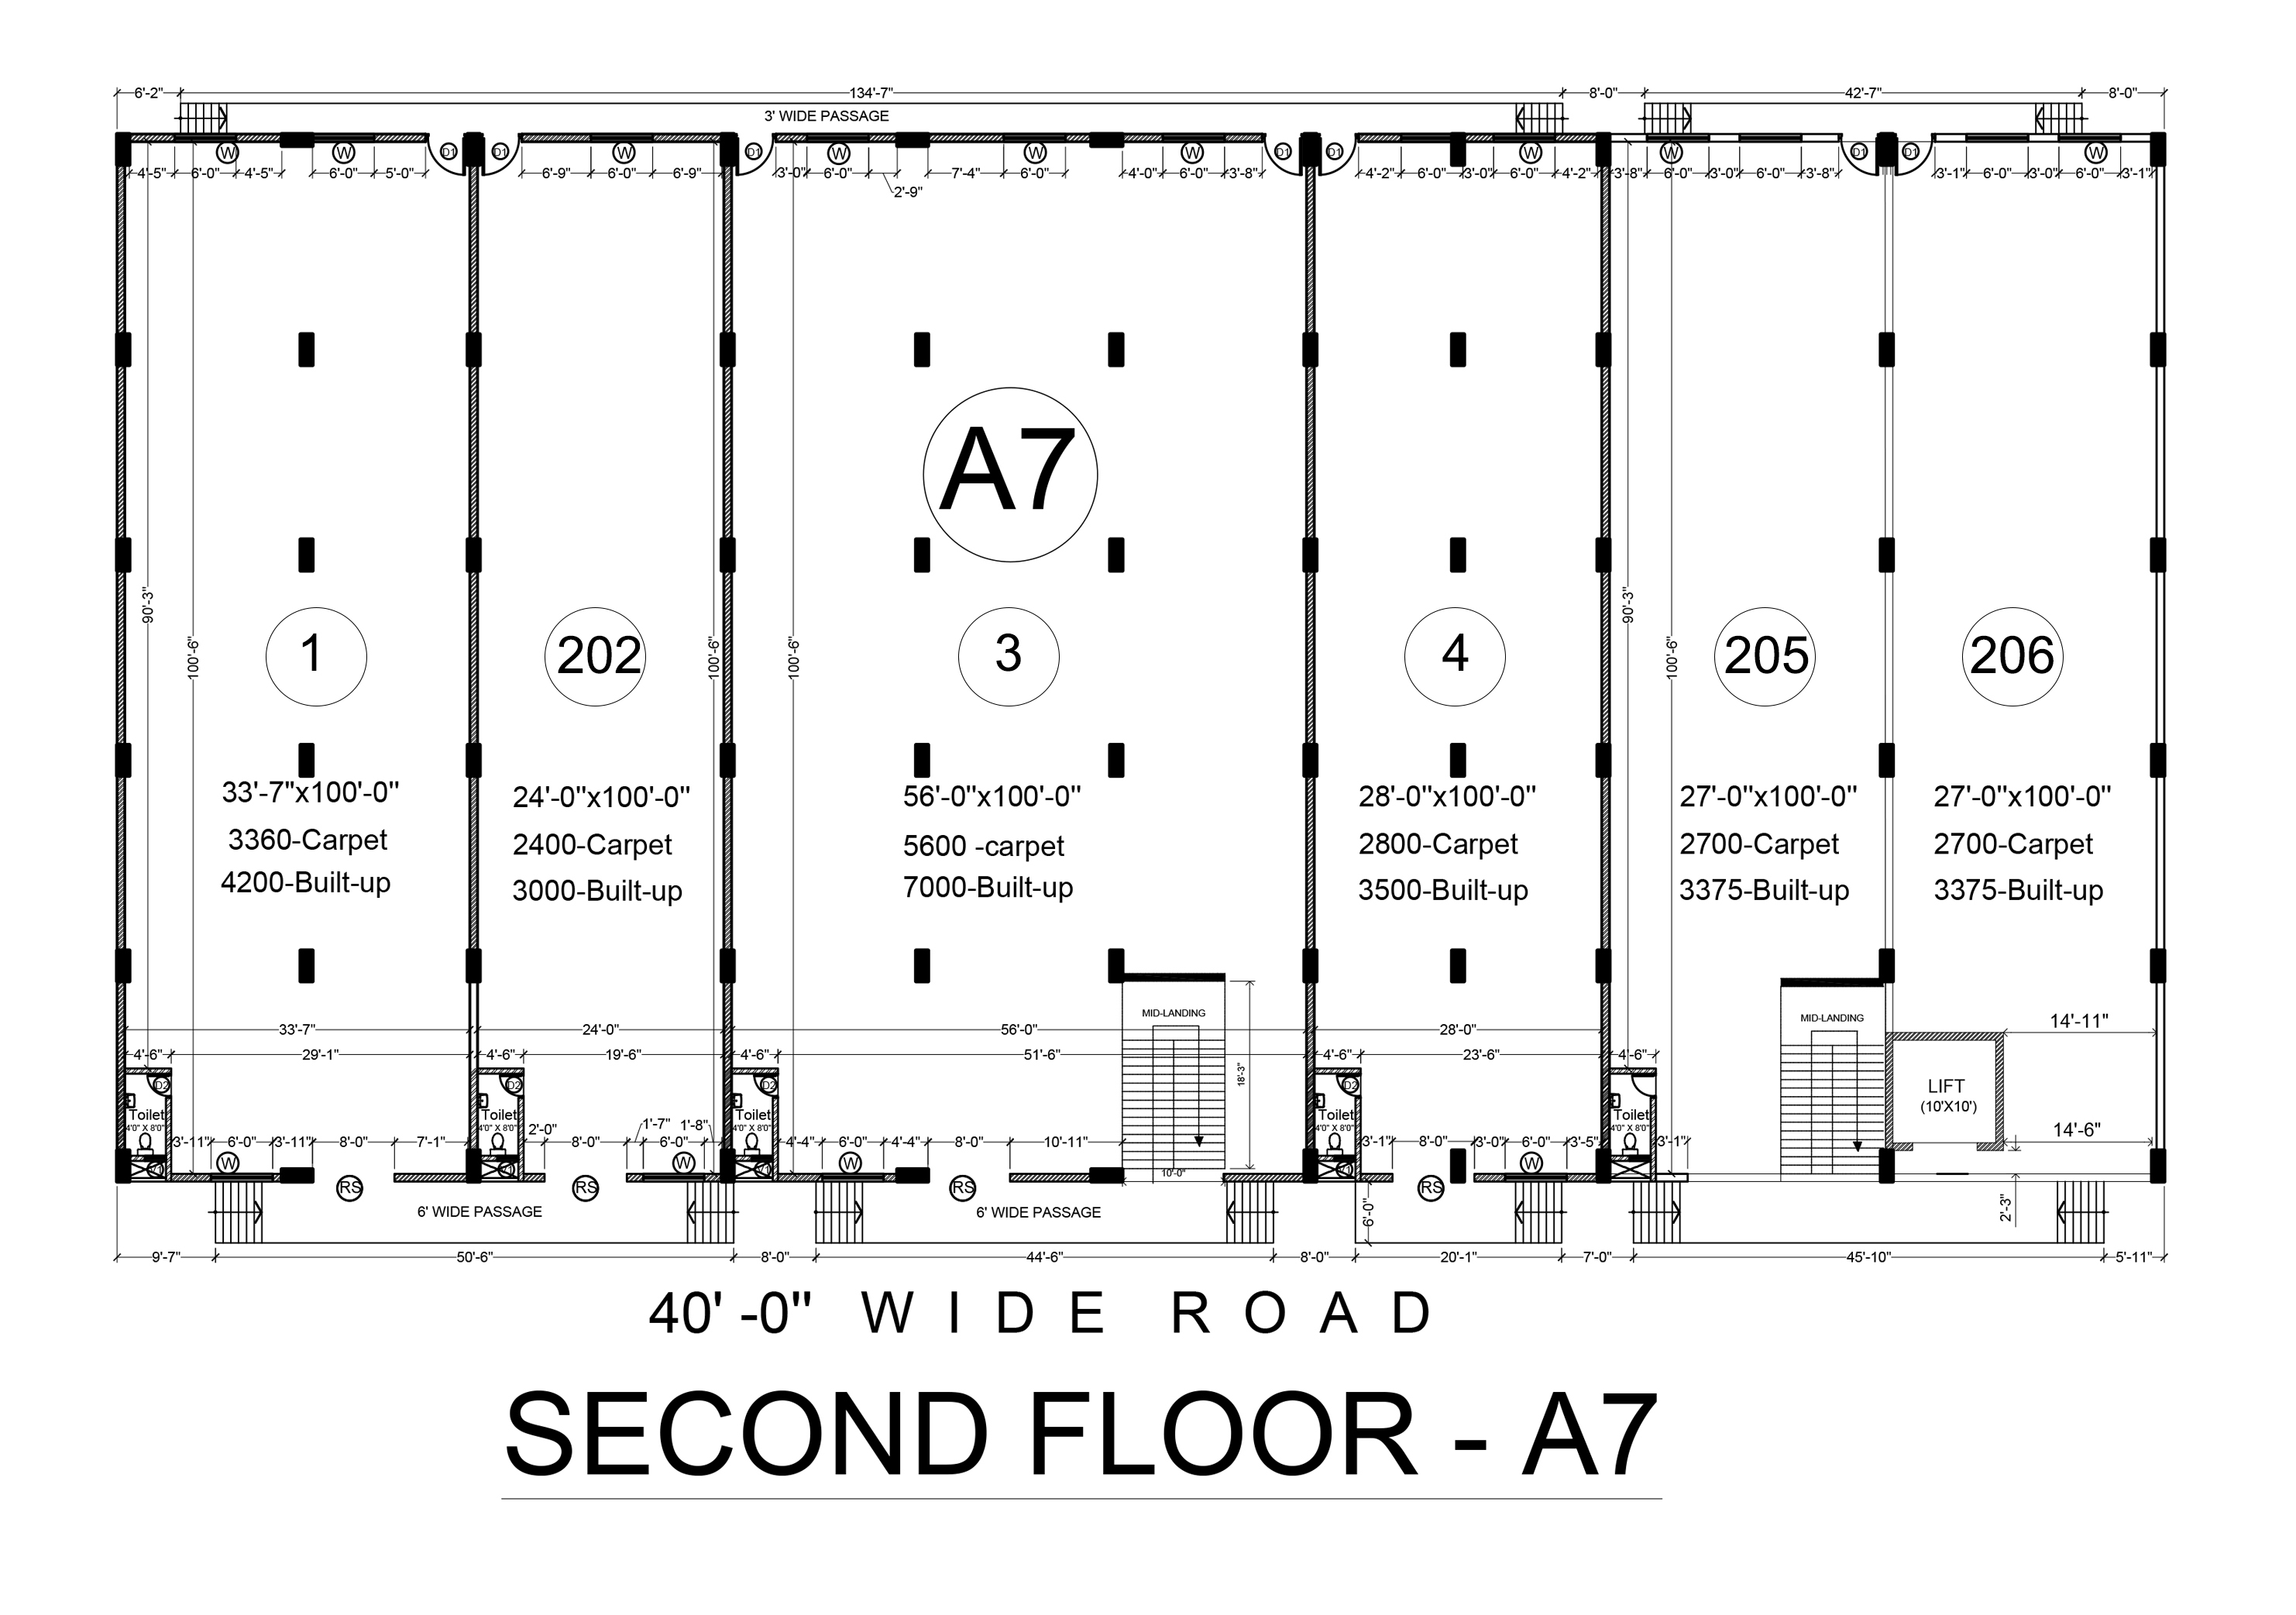 6'-2" 134'-7" 8'-0" 42'-7" 8'-0"
3' WIDE PASSAGE
W W D1 D1 W D1 W W W D1 D1 W W D1 D1 W
4'-5" 6'-0" 4'-5" 6'-0" 5'-0" 6'-9" 6'-0" 6'-9" 3'-0" 6'-0" 7'-4" 6'-0" 4'-0" 6'-0" 3'-8" 4'-2" 6'-0" 3'-0" 6'-0" 4'-2" 3'-8" 6'-0" 3'-0" 6'-0" 3'-8" 3'-1" 6'-0" 3'-0" 6'-0" 3'-1"
2'-9"
A7
90'-3" 90'-3"
100'-6" 100'-6" 100'-6" 100'-6"
1 202 3 4 205 206
33'-7"x100'-0" 24'-0"x100'-0" 56'-0"x100'-0" 28'-0"x100'-0" 27'-0"x100'-0" 27'-0"x100'-0"
3360-Carpet 2400-Carpet 5600 -carpet 2800-Carpet 2700-Carpet 2700-Carpet
4200-Built-up 3000-Built-up 7000-Built-up 3500-Built-up 3375-Built-up 3375-Built-up
MID-LANDING MID-LANDING
33'-7" 24'-0" 56'-0" 28'-0" 14'-11"
4'-6" 29'-1" 4'-6" 19'-6" 4'-6" 51'-6" 4'-6" 23'-6" 4'-6"
18'-3"
D2 D2 D2 D2 LIFT
(10'X10')
Toilet Toilet Toilet Toilet Toilet
4'0" X 8'0" 4'0" X 8'0" 4'0" X 8'0" 4'0" X 8'0" 4'0" X 8'0"
2'-0" 1'-7" 1'-8" 14'-6"
3'-11" 6'-0" 3'-11" 8'-0" 7'-1" 8'-0" 6'-0" 4'-4" 6'-0" 4'-4" 8'-0" 10'-11" 3'-1" 8'-0" 3'-0" 6'-0" 3'-5" 3'-1"
W W W W
10'-0"
RS RS RS RS
6' WIDE PASSAGE 6' WIDE PASSAGE 6'-0" 2'-3"
9'-7" 50'-6" 8'-0" 44'-6" 8'-0" 20'-1" 7'-0" 45'-10" 5'-11"
40' -0" WIDE ROAD
SECOND FLOOR - A7